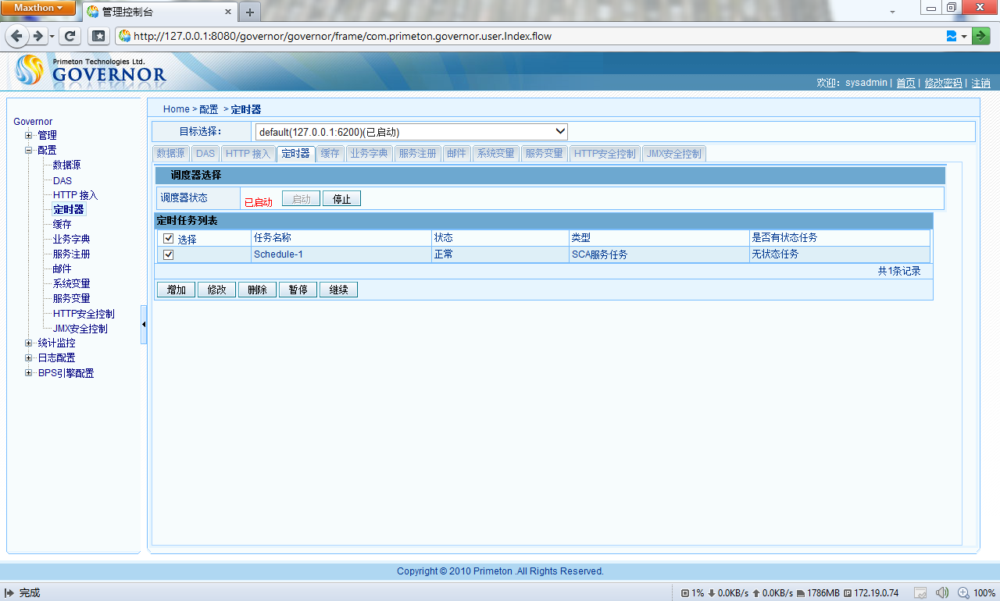 Maxthon
管理控制台
http://127.0.0.1:8080/governor/governor/frame/com.primeton.governor.user.Index.flow
Primeton Technologies Ltd.
GOVERNOR
欢迎：sysadmin | 首页 | 修改密码 | 注销
Governor
管理
配置
数据源
DAS
HTTP 接入
定时器
缓存
业务字典
服务注册
邮件
系统变量
服务变量
HTTP安全控制
JMX安全控制
统计监控
日志配置
BPS引擎配置
Home > 配置 > 定时器
目标选择： default(127.0.0.1:6200)(已启动)
数据源 DAS HTTP 接入 定时器 缓存 业务字典 服务注册 邮件 系统变量 服务变量 HTTP安全控制 JMX安全控制
调度器选择
调度器状态 已启动 启动 停止
定时任务列表
选择 任务名称 状态 类型 是否有状态任务
Schedule-1 正常 SCA服务任务 无状态任务
共1条记录
增加 修改 删除 暂停 继续
Copyright © 2010 Primeton .All Rights Reserved.
完成 1% 0.0KB/s 0.0KB/s 1786MB IP 172.19.0.74 100%